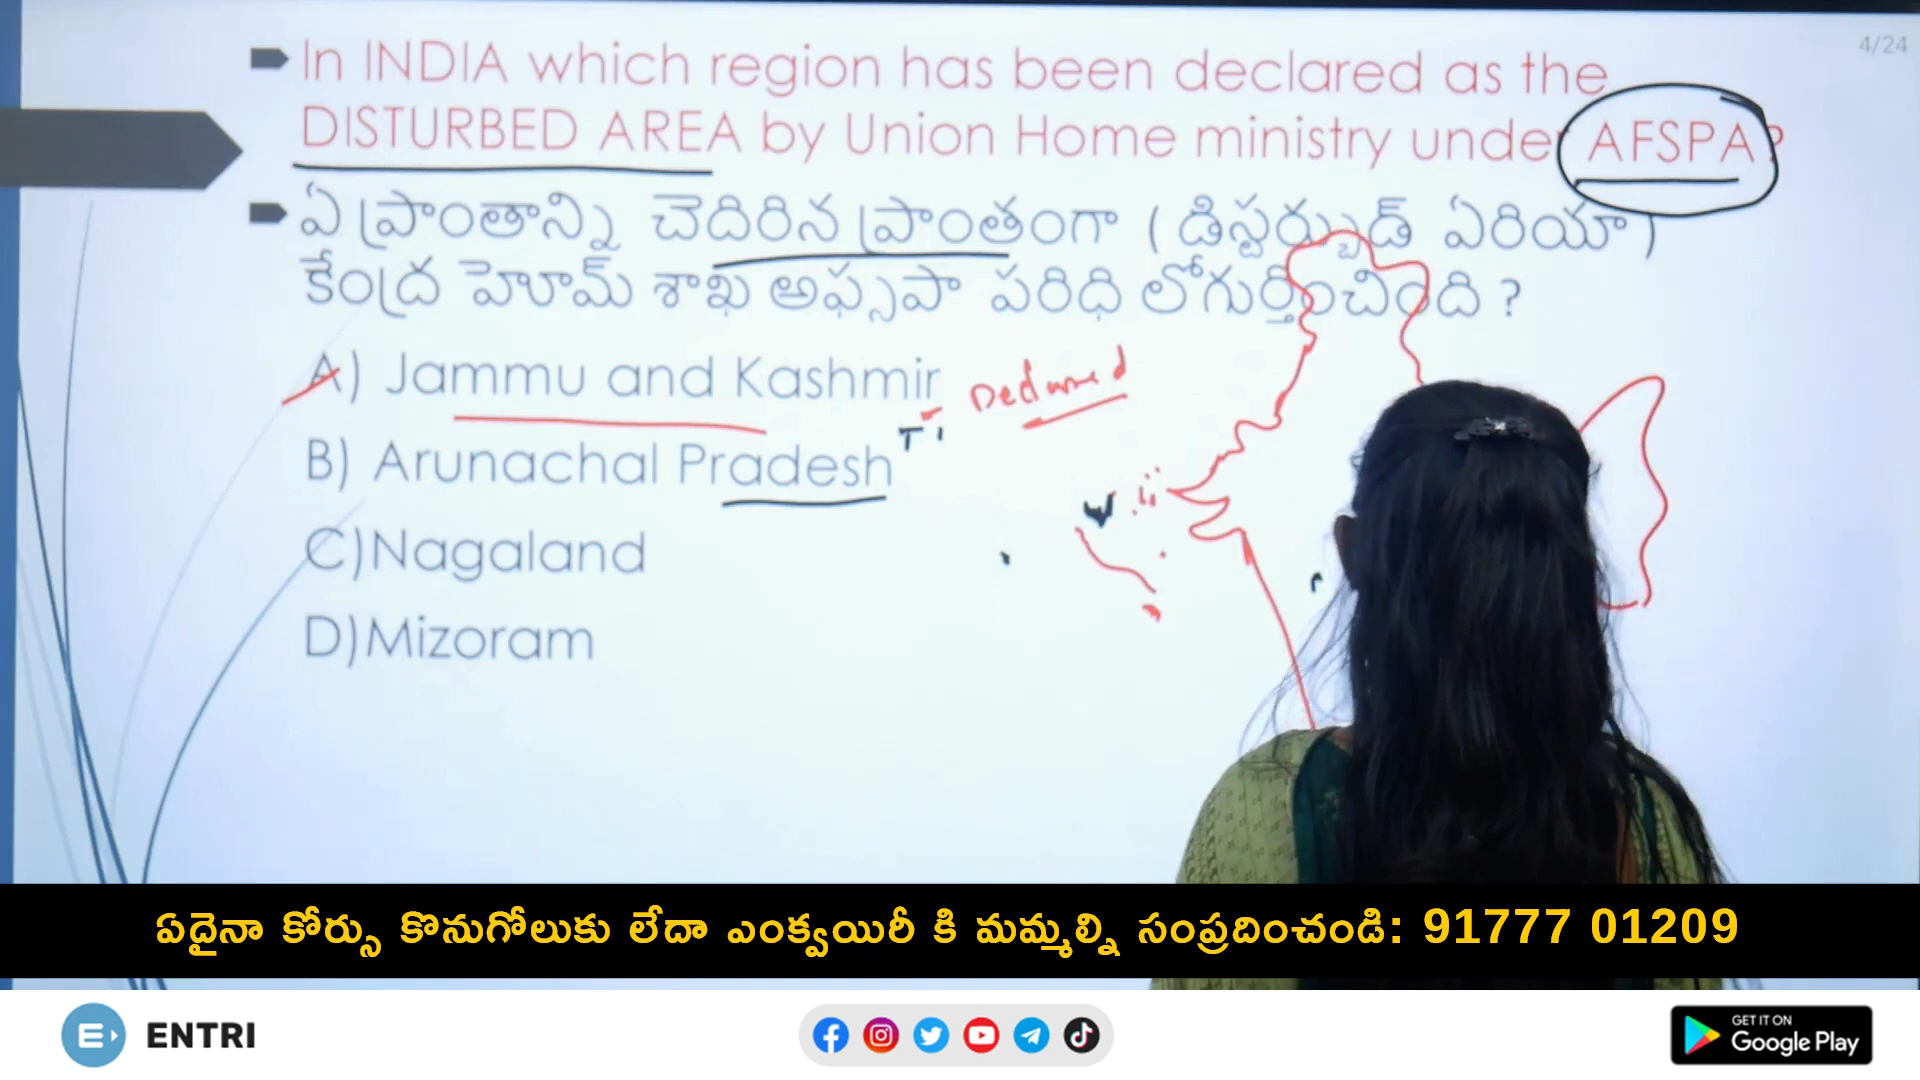 4/24
In INDIA which region has been declared as the
DISTURBED AREA by Union Home ministry under AFSPA?
ఏ ప్రాంతాన్ని చెదిరిన ప్రాంతంగా ( డిస్టర్బుడ్ ఏరియా)
కేంద్ర హెూమ్ శాఖ అఫ్సపా పరిధి లోగుర్తించింది ?
A) Jammu and Kashmir
B) Arunachal Pradesh
C)Nagaland
D)Mizoram
ఏదైనా కోర్సు కొనుగోలుకు లేదా ఎంక్వయిరీ కి మమ్మల్ని సంప్రదించండి: 91777 01209
ENTRI
GET IT ON
Google Play